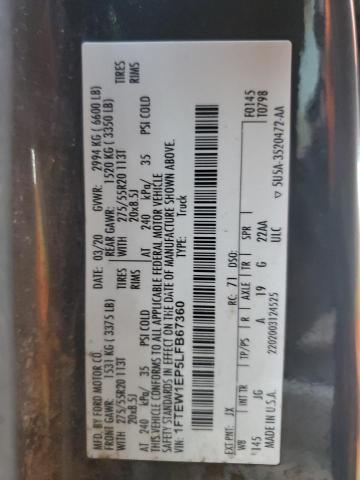 MFD. BY FORD MOTOR CO.
DATE: 03/20 GVWR: 2994 KG ( 6600 LB)
FRONT GAWR: 1531 KG ( 3375 LB) REAR GAWR: 1520 KG ( 3350 LB)
WITH 275/55R20 113T TIRES WITH 275/55R20 113T TIRES
20x8.5J RIMS 20x8.5J RIMS
AT 240 kPa/ 35 PSI COLD AT 240 kPa/ 35 PSI COLD
THIS VEHICLE CONFORMS TO ALL APPLICABLE FEDERAL MOTOR VEHICLE
SAFETY STANDARDS IN EFFECT ON THE DATE OF MANUFACTURE SHOWN ABOVE.
VIN: 1FTEW1EP5LFB67360 TYPE: Truck
F0145
T0798
EXT PNT: JX RC: 71 DSO:
WB INT TR TP/PS R AXLE TR SPR
145 JG A 19 G 22AA
ULC
2202003124525
MADE IN U.S.A.
5U5A-3520472-AA